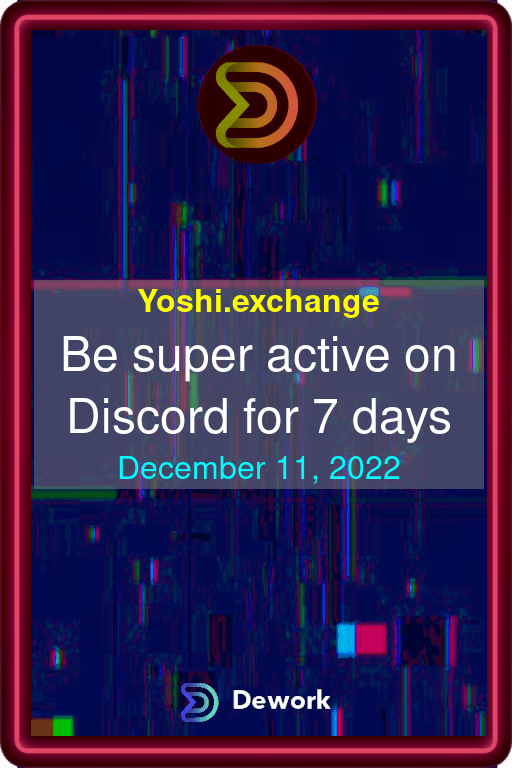 Yoshi.exchange
Be super active on
Discord for 7 days
December 11, 2022
Dework